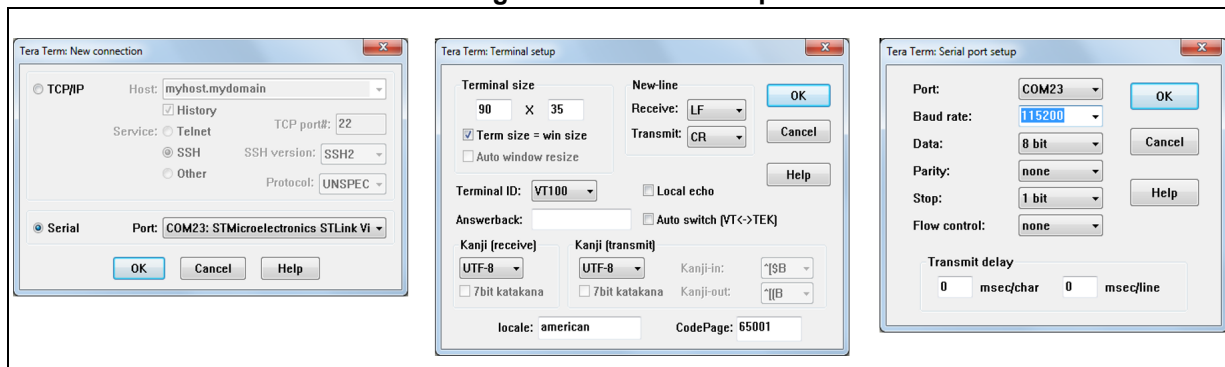 Tera Term: New connection
TCP/IP
Host: myhost.mydomain
History
Service: Telnet
TCP port#: 22
SSH
SSH version: SSH2
Other
Protocol: UNSPEC
Serial
Port: COM23: STMicroelectronics STLink Vi
OK
Cancel
Help
Tera Term: Terminal setup
Terminal size
90 X 35
Term size = win size
Auto window resize
New-line
Receive: LF
Transmit: CR
OK
Cancel
Help
Terminal ID: VT100
Local echo
Answerback:
Auto switch (VT<->TEK)
Kanji (receive)
UTF-8
7bit katakana
Kanji (transmit)
UTF-8
7bit katakana
Kanji-in: ^[$B
Kanji-out: ^[(B
locale: american
CodePage: 65001
Tera Term: Serial port setup
Port: COM23
Baud rate: 115200
Data: 8 bit
Parity: none
Stop: 1 bit
Flow control: none
OK
Cancel
Help
Transmit delay
0 msec/char 0 msec/line